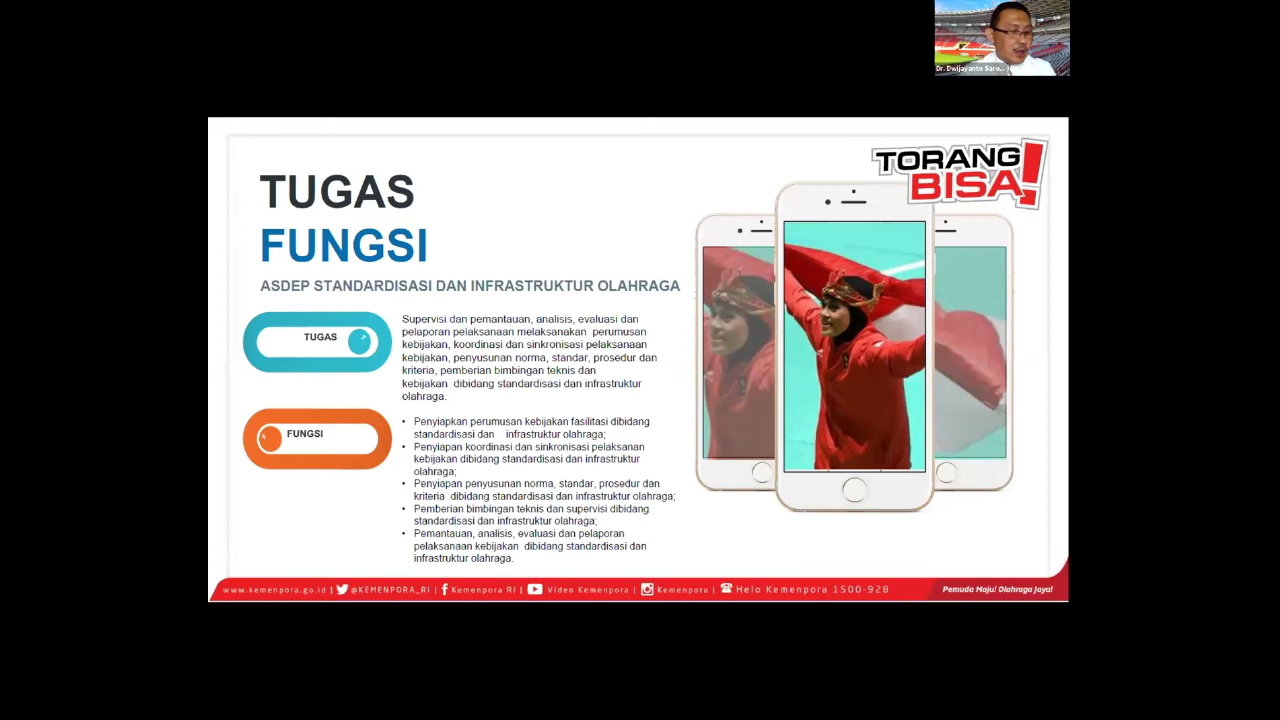 Dr. Dwijayanto Saro...
TORANG
BISA!
TUGAS
FUNGSI
ASDEP STANDARDISASI DAN INFRASTRUKTUR OLAHRAGA
TUGAS
Supervisi dan pemantauan, analisis, evaluasi dan
pelaporan pelaksanaan melaksanakan perumusan
kebijakan, koordinasi dan sinkronisasi pelaksanaan
kebijakan, penyusunan norma, standar, prosedur dan
kriteria, pemberian bimbingan teknis dan
kebijakan dibidang standardisasi dan infrastruktur
olahraga.
FUNGSI
• Penyiapkan perumusan kebijakan fasilitasi dibidang
standardisasi dan infrastruktur olahraga;
• Penyiapan koordinasi dan sinkronisasi pelaksanan
kebijakan dibidang standardisasi dan infrastruktur
olahraga;
• Penyiapan penyusunan norma, standar, prosedur dan
kriteria dibidang standardisasi dan infrastruktur olahraga;
• Pemberian bimbingan teknis dan supervisi dibidang
standardisasi dan infrastruktur olahraga;
• Pemantauan, analisis, evaluasi dan pelaporan
pelaksanaan kebijakan dibidang standardisasi dan
infrastruktur olahraga.
www.kemenpora.go.id | @KEMENPORA_RI | Kemenpora RI | Video Kemenpora | Kemenpora | Helo Kemenpora 1500-928
Pemuda Maju! Olahraga Jaya!